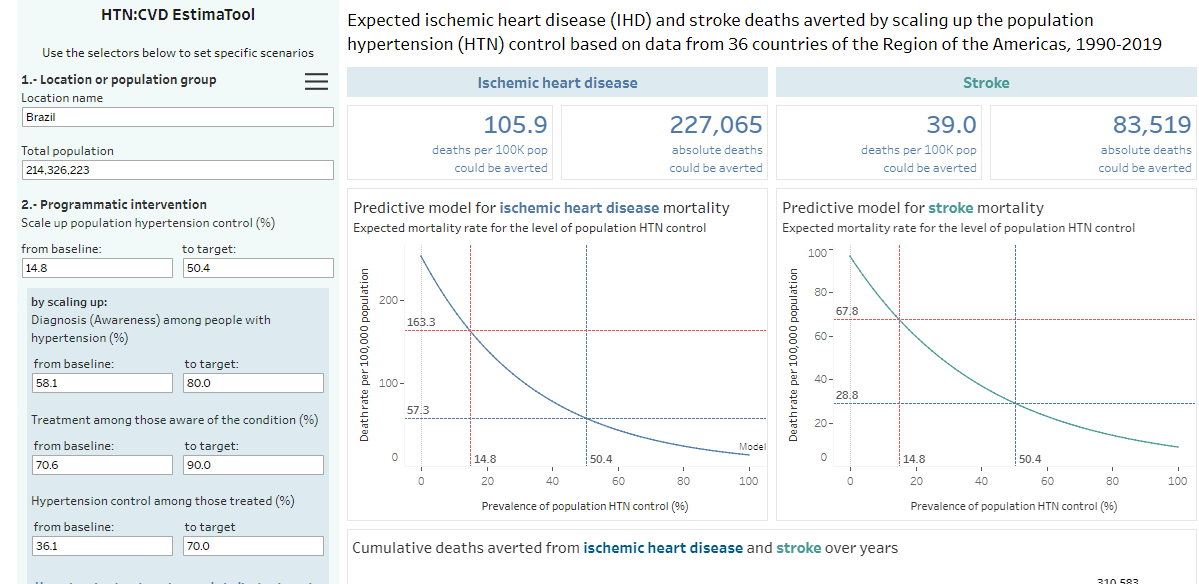 HTN:CVD EstimaTool
Use the selectors below to set specific scenarios
1.- Location or population group
Location name
Brazil
Total population
214,326,223
2.- Programmatic intervention
Scale up population hypertension control (%)
from baseline: to target:
14.8 50.4
by scaling up:
Diagnosis (Awareness) among people with
hypertension (%)
from baseline: to target:
58.1 80.0
Treatment among those aware of the condition (%)
from baseline: to target:
70.6 90.0
Hypertension control among those treated (%)
from baseline: to target
36.1 70.0
Expected ischemic heart disease (IHD) and stroke deaths averted by scaling up the population
hypertension (HTN) control based on data from 36 countries of the Region of the Americas, 1990-2019
Ischemic heart disease
105.9
deaths per 100K pop
could be averted
227,065
absolute deaths
could be averted
Predictive model for ischemic heart disease mortality
Expected mortality rate for the level of population HTN control
Death rate per 100,000 population
200
100
0
163.3
57.3
Model
14.8 50.4
0 20 40 60 80 100
Prevalence of population HTN control (%)
Stroke
39.0
deaths per 100K pop
could be averted
83,519
absolute deaths
could be averted
Predictive model for stroke mortality
Expected mortality rate for the level of population HTN control
Death rate per 100,000 population
100
80
60
40
20
0
67.8
28.8
14.8 50.4
0 20 40 60 80 100
Prevalence of population HTN control (%)
Cumulative deaths averted from ischemic heart disease and stroke over years
310,583